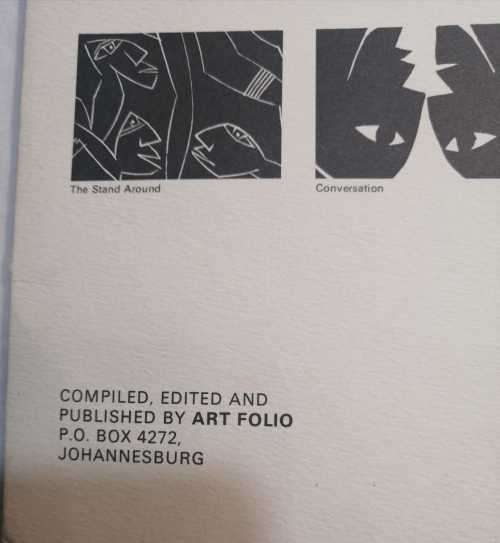 The Stand Around
Conversation
COMPILED, EDITED AND
PUBLISHED BY ART FOLIO
P.O. BOX 4272,
JOHANNESBURG